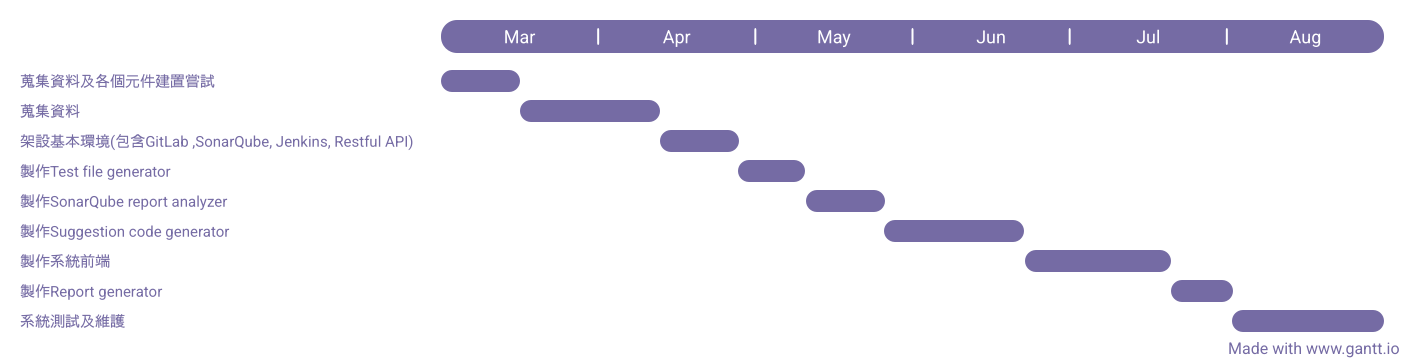 Mar Apr May Jun Jul Aug
蒐集資料及各個元件建置嘗試
蒐集資料
架設基本環境(包含GitLab ,SonarQube, Jenkins, Restful API)
製作Test file generator
製作SonarQube report analyzer
製作Suggestion code generator
製作系統前端
製作Report generator
系統測試及維護
Made with www.gantt.io